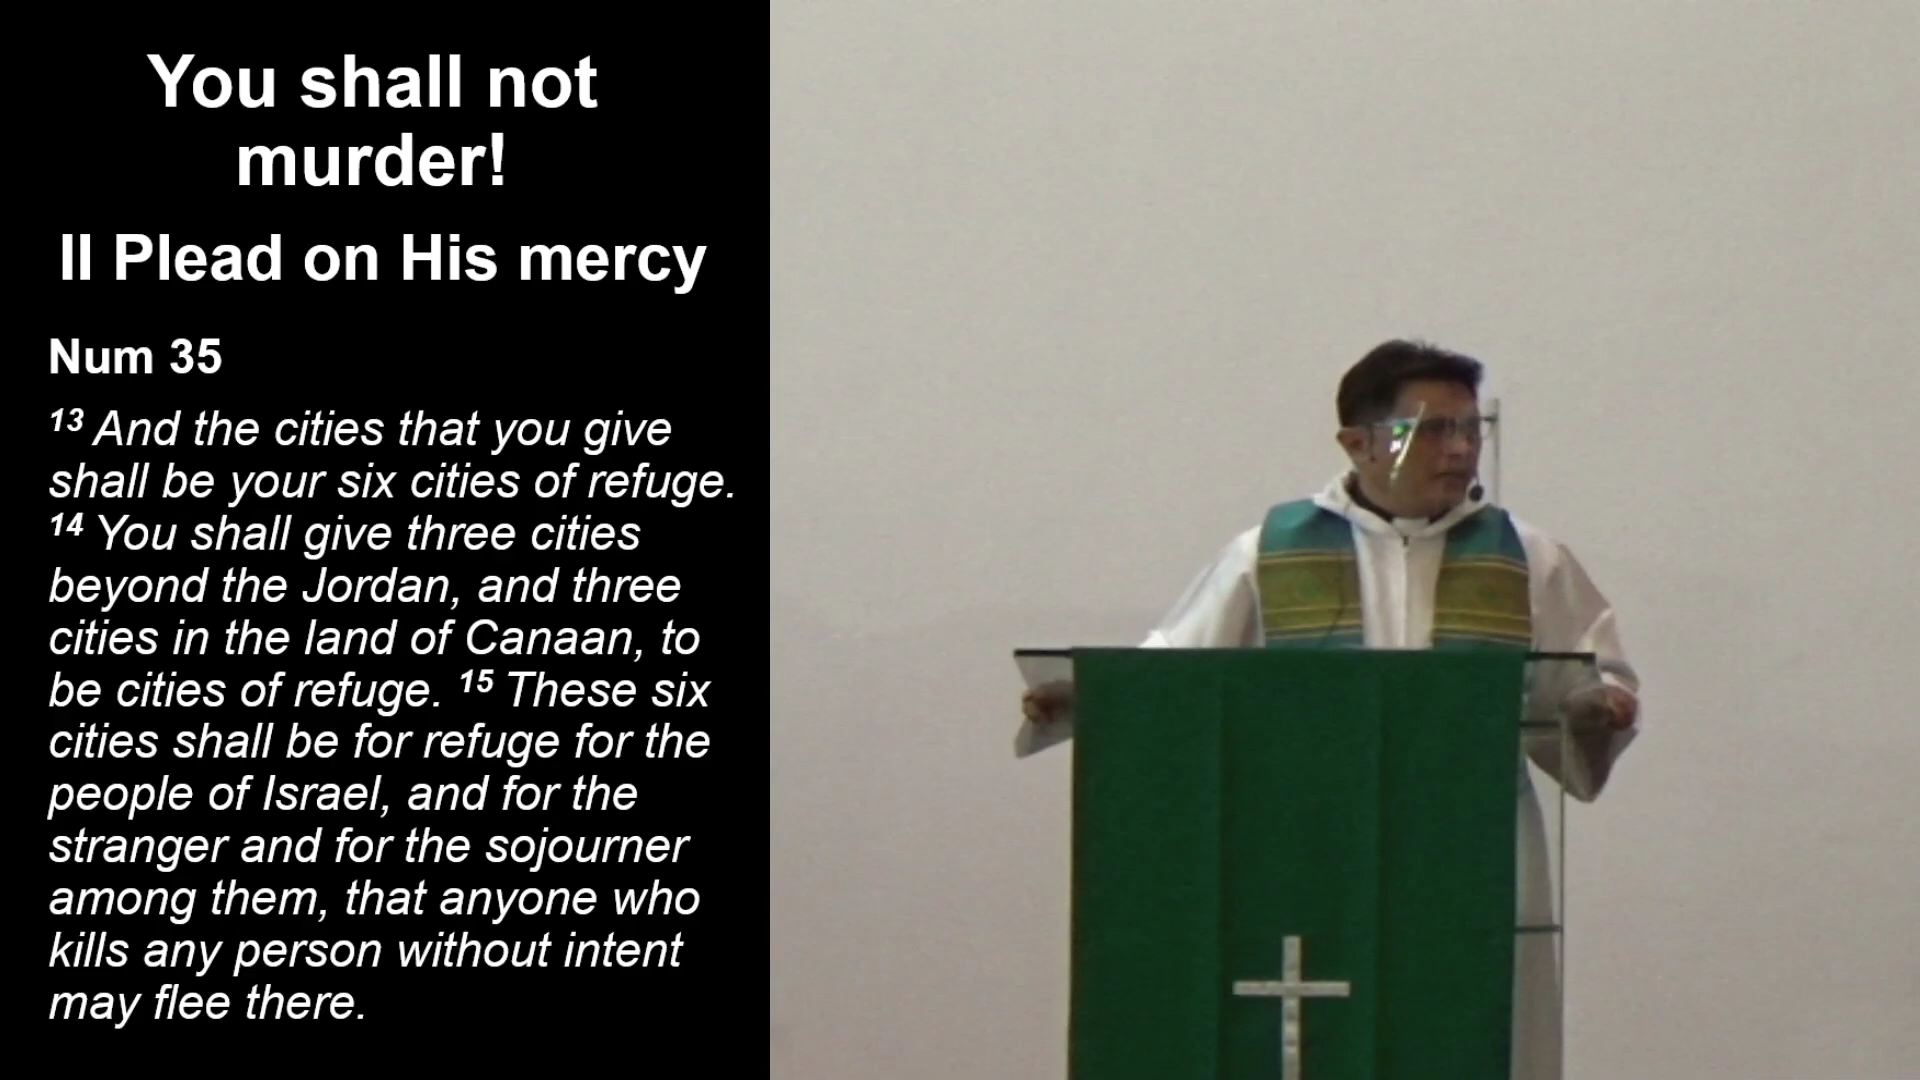 You shall not
murder!
II Plead on His mercy
Num 35
13 And the cities that you give
shall be your six cities of refuge.
14 You shall give three cities
beyond the Jordan, and three
cities in the land of Canaan, to
be cities of refuge. 15 These six
cities shall be for refuge for the
people of Israel, and for the
stranger and for the sojourner
among them, that anyone who
kills any person without intent
may flee there.